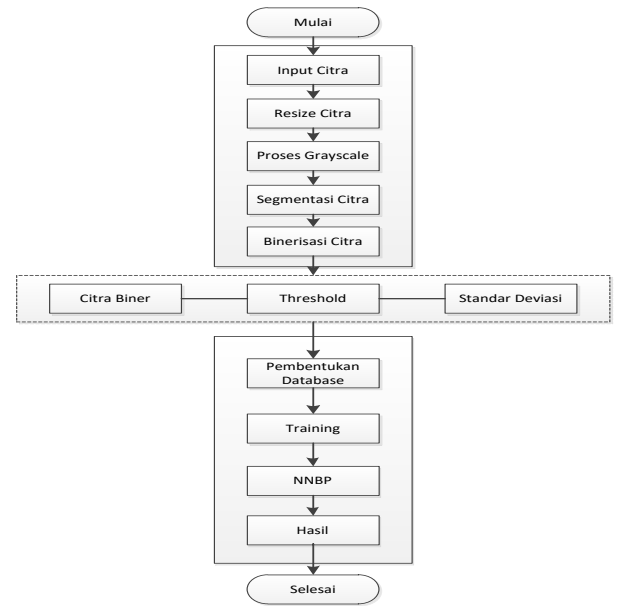 Mulai
Input Citra
Resize Citra
Proses Grayscale
Segmentasi Citra
Binerisasi Citra
Citra Biner
Threshold
Standar Deviasi
Pembentukan
Database
Training
NNBP
Hasil
Selesai